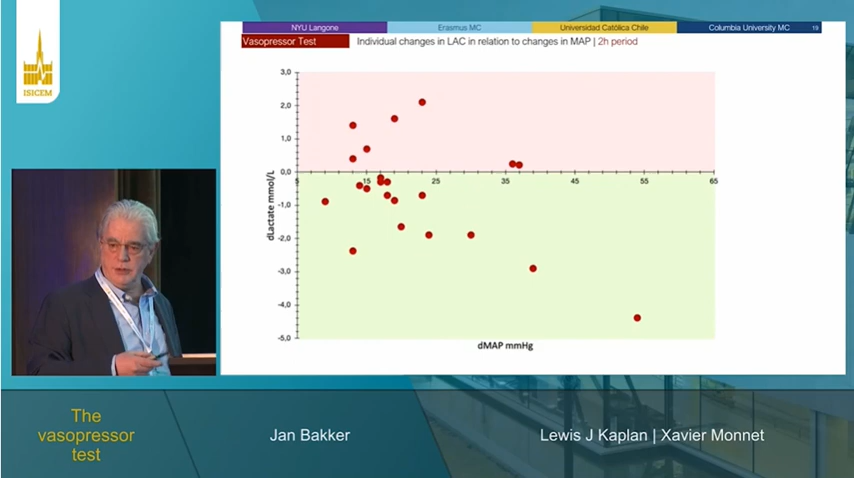 ISICEM
NYU Langone
Erasmus MC
Universidad Católica Chile
Columbia University MC
19
Vasopressor Test
Individual changes in LAC in relation to changes in MAP | 2h period
3,0
2,0
1,0
0,0
-1,0
-2,0
-3,0
-4,0
-5,0
5
15
25
35
45
55
65
dLactate mmol/L
dMAP mmHg
The
vasopressor
test
Jan Bakker
Lewis J Kaplan | Xavier Monnet